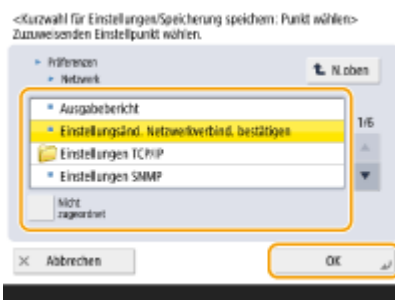 <Kurzwahl für Einstellungen/Speicherung speichern: Punkt wählen>
Zuzuweisenden Einstellpunkt wählen.
Präferenzen
Netzwerk
N.oben
Ausgabebericht
Einstellungsänd. Netzwerkverbind. bestätigen
Einstellungen TCP/IP
Einstellungen SNMP
1/6
Nicht
zugeordnet
Abbrechen
OK